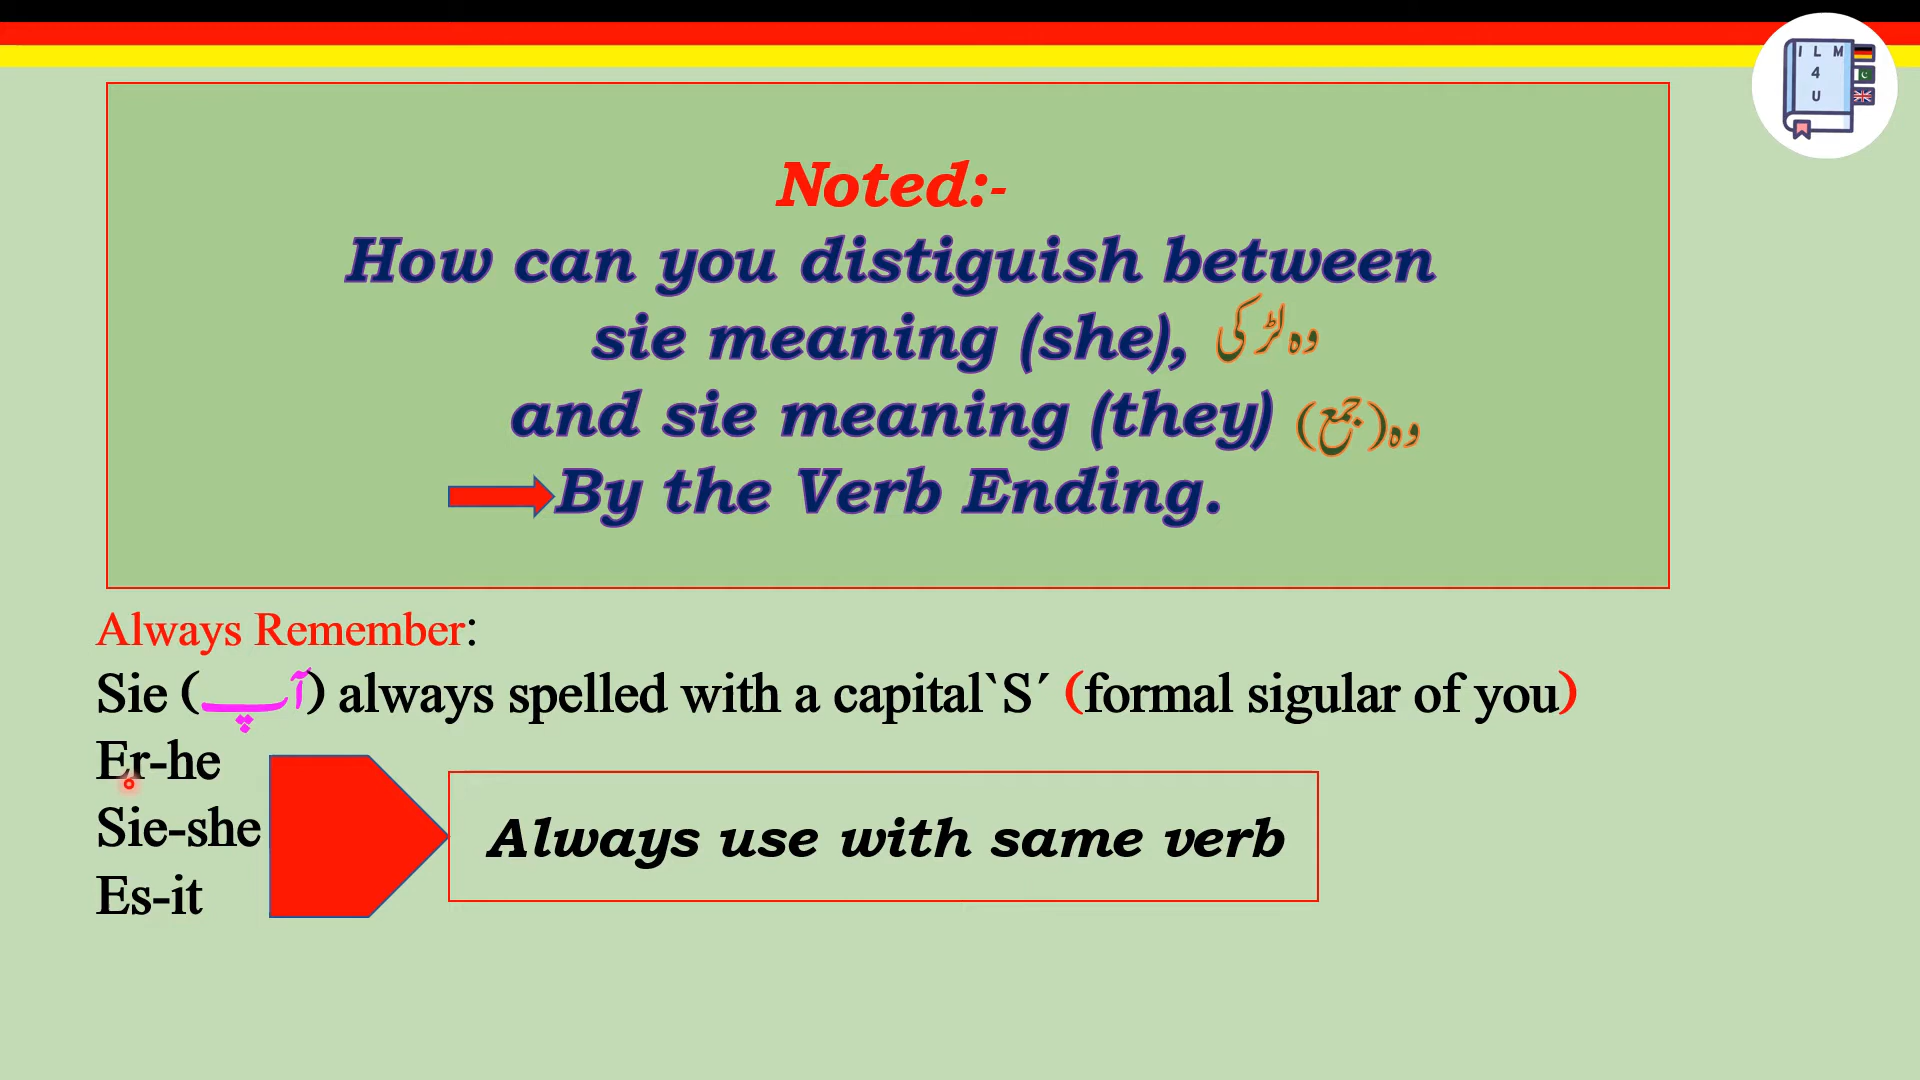 I L M
4
U
Noted:-
How can you distiguish between
sie meaning (she), وہ لڑکی
and sie meaning (they) وہ (جمع)
By the Verb Ending.
Always Remember:
Sie (آپ) always spelled with a capital`S´ (formal sigular of you)
Er-he
Sie-she
Es-it
Always use with same verb